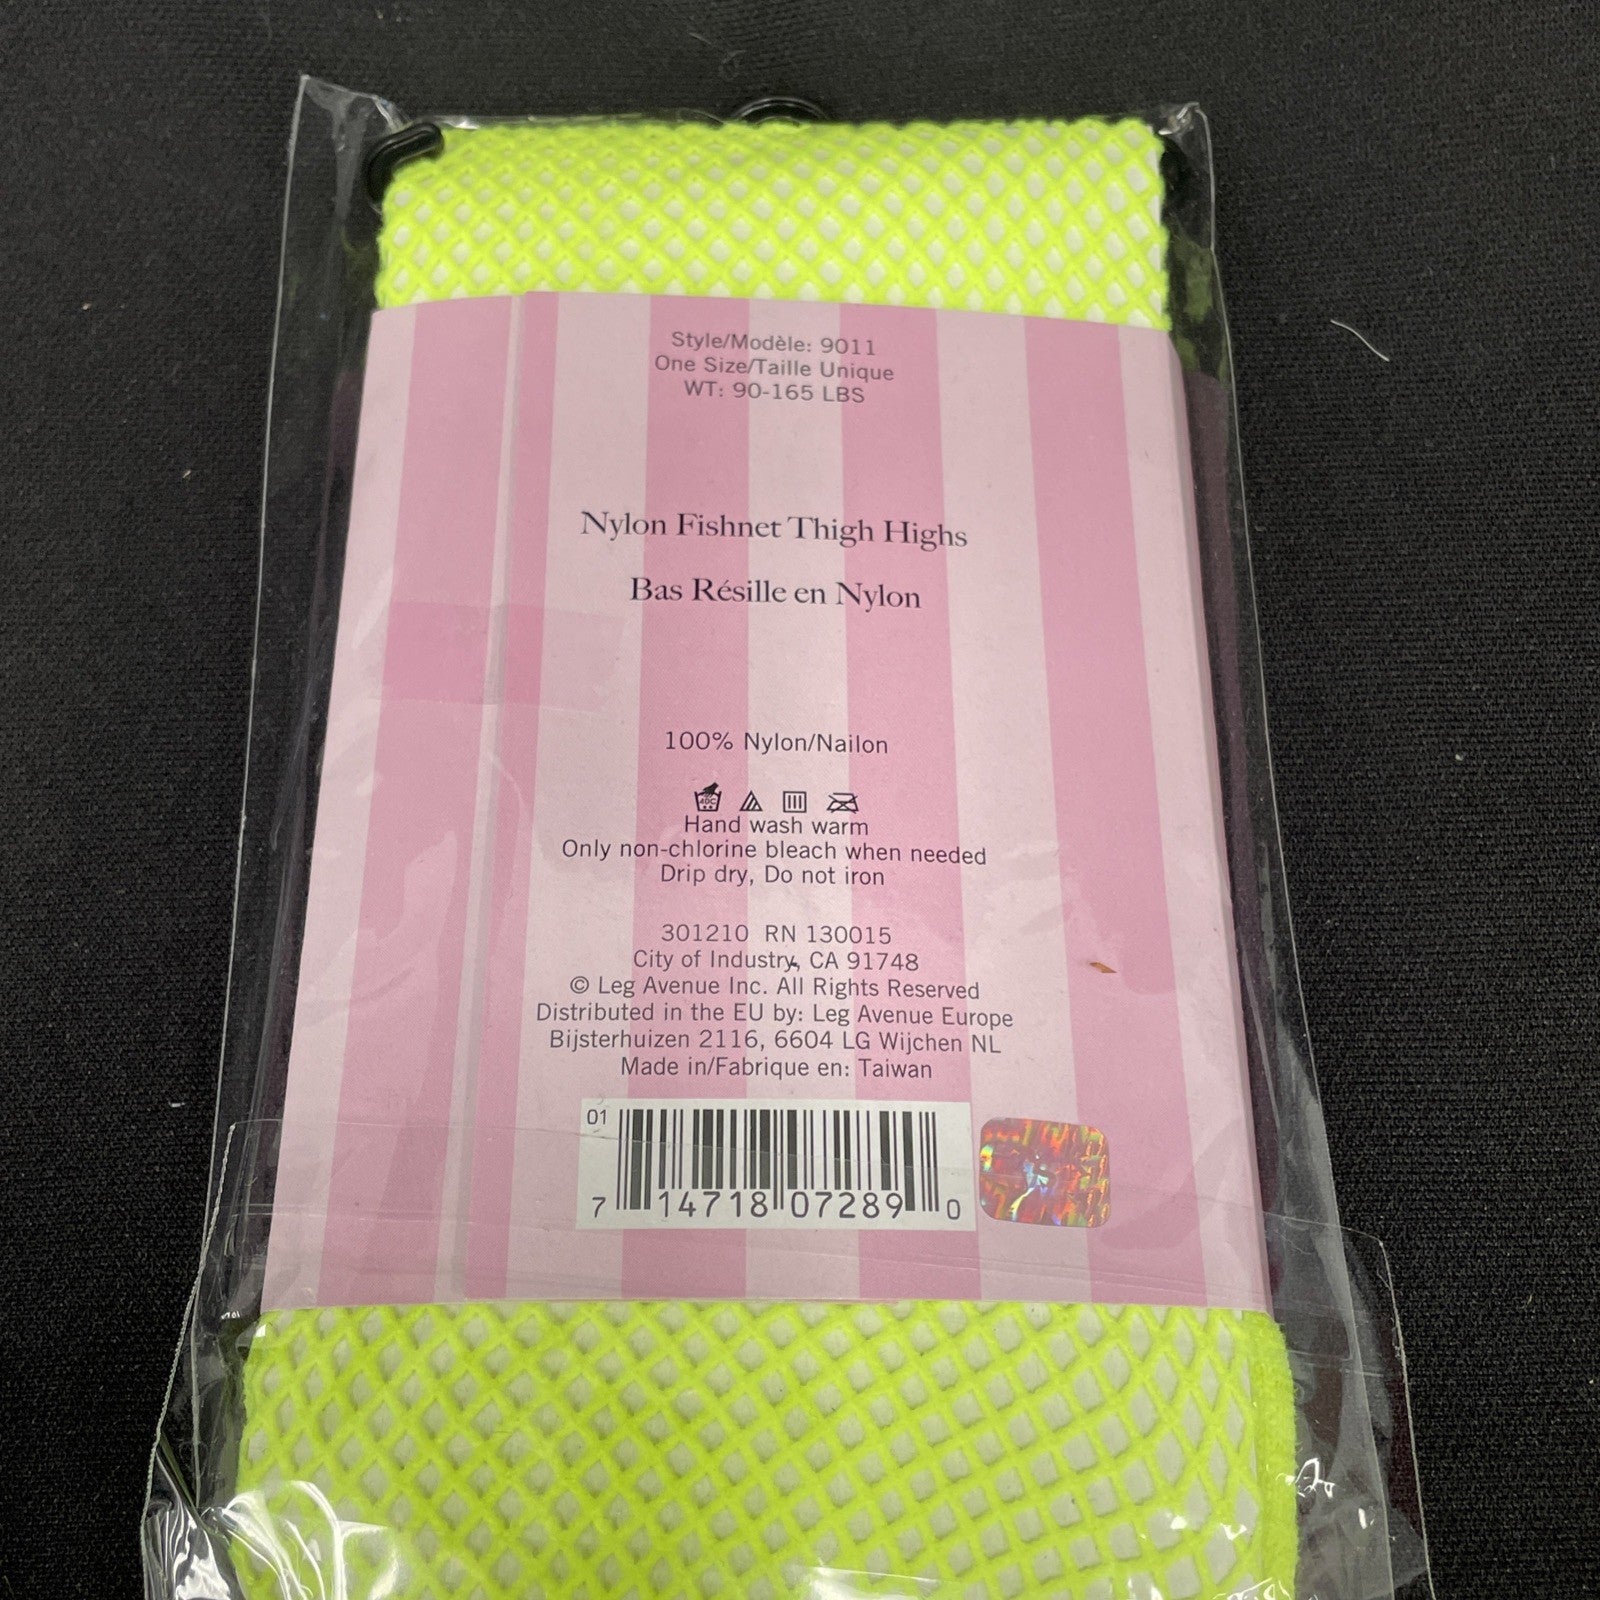 Style/Modèle: 9011
One Size/Taille Unique
WT: 90-165 LBS
Nylon Fishnet Thigh Highs
Bas Résille en Nylon
100% Nylon/Nailon
Hand wash warm
Only non-chlorine bleach when needed
Drip dry, Do not iron
301210 RN 130015
City of Industry, CA 91748
© Leg Avenue Inc. All Rights Reserved
Distributed in the EU by: Leg Avenue Europe
Bijsterhuizen 2116, 6604 LG Wijchen NL
Made in/Fabrique en: Taiwan
01
7 14718 07289 0